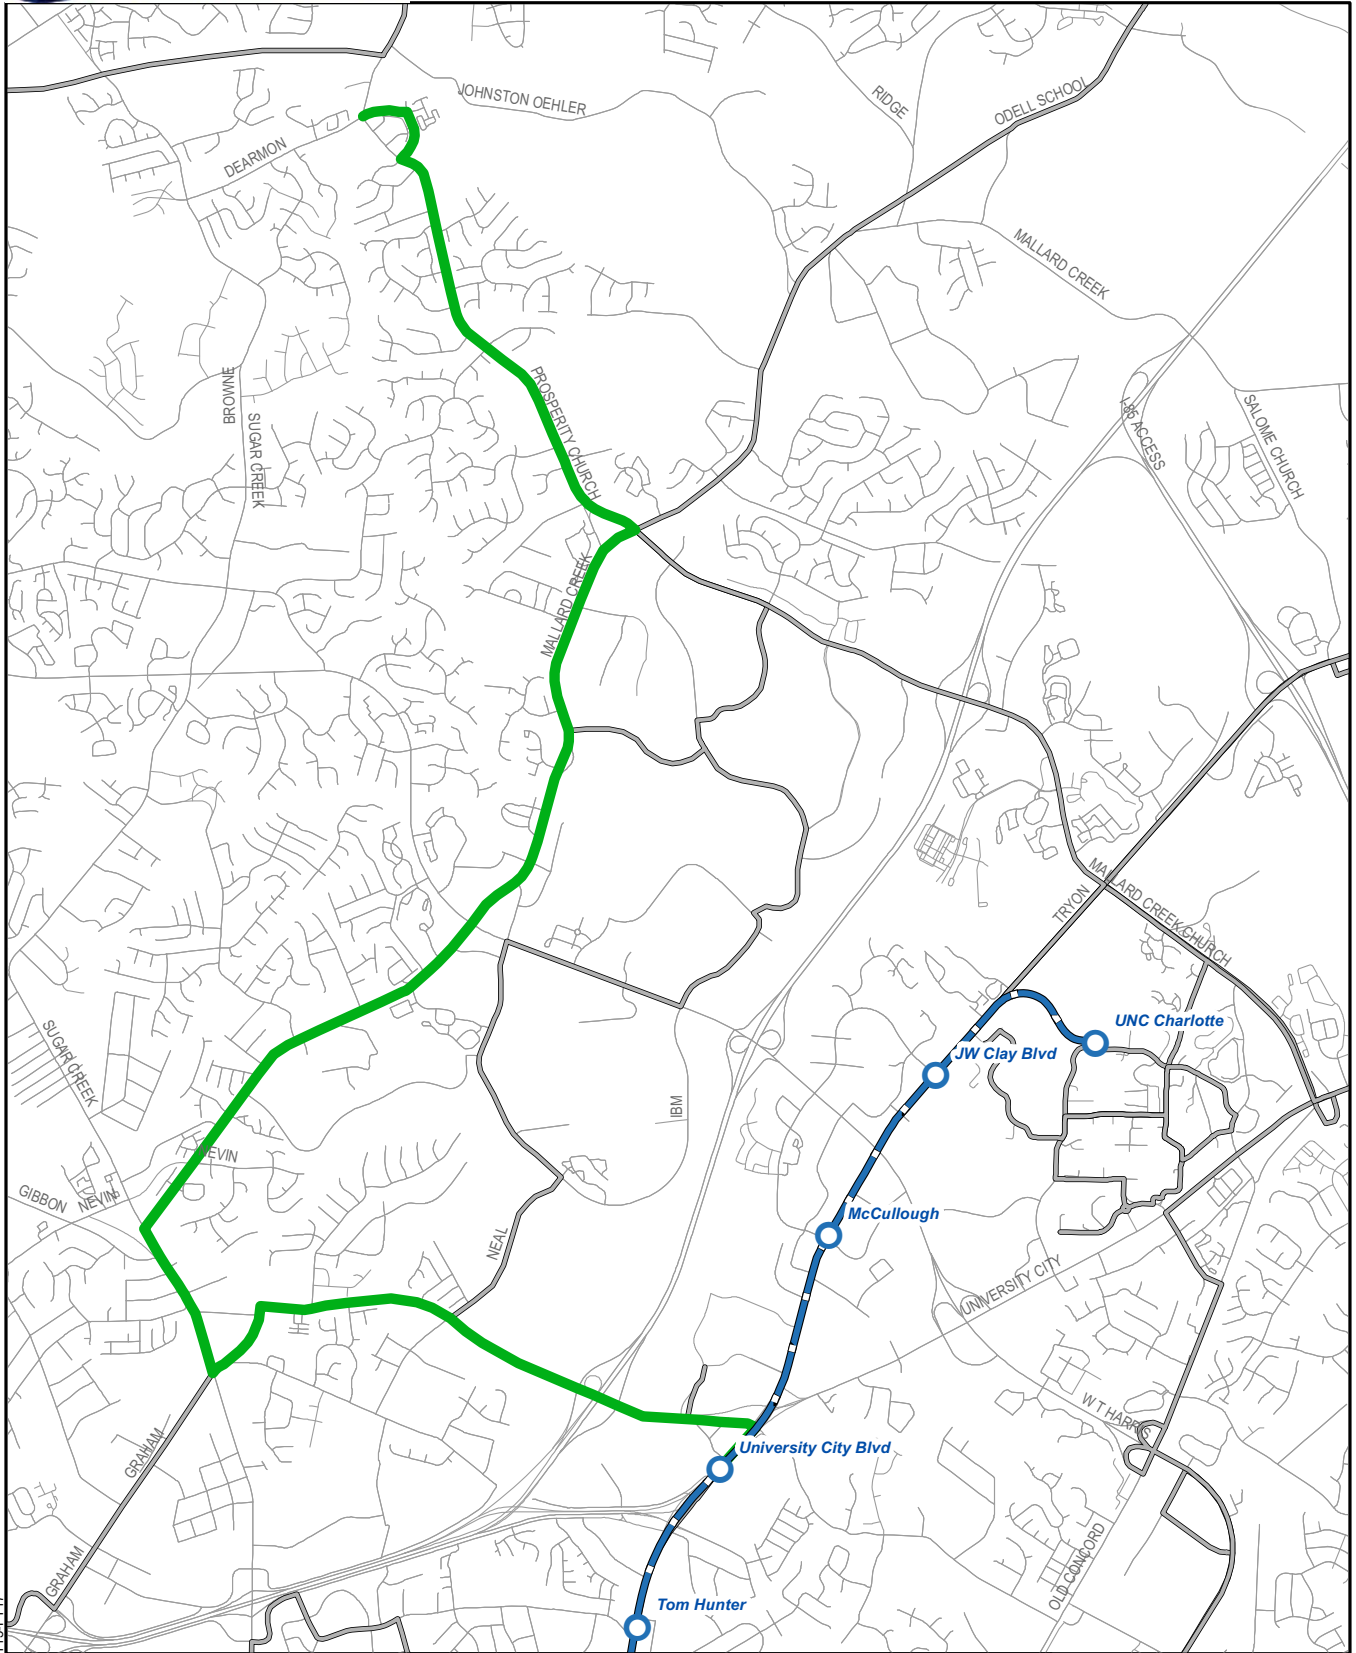 JOHNSTON OEHLER
RIDGE
ODELL SCHOOL
DEARMON
MALLARD CREEK
PROSPERITY CHURCH
BROWNE
SUGAR CREEK
I-85 ACCESS
SALOME CHURCH
MALLARD CREEK
MALLARD CREEK CHURCH
TRYON
UNC Charlotte
JW Clay Blvd
SUGAR CREEK
IBM
NEVIN
GIBBON
NEVIN
McCullough
NEAL
UNIVERSITY CITY
W T HARRIS
GRAHAM
University City Blvd
OLD CONCORD
GRAHAM
Tom Hunter